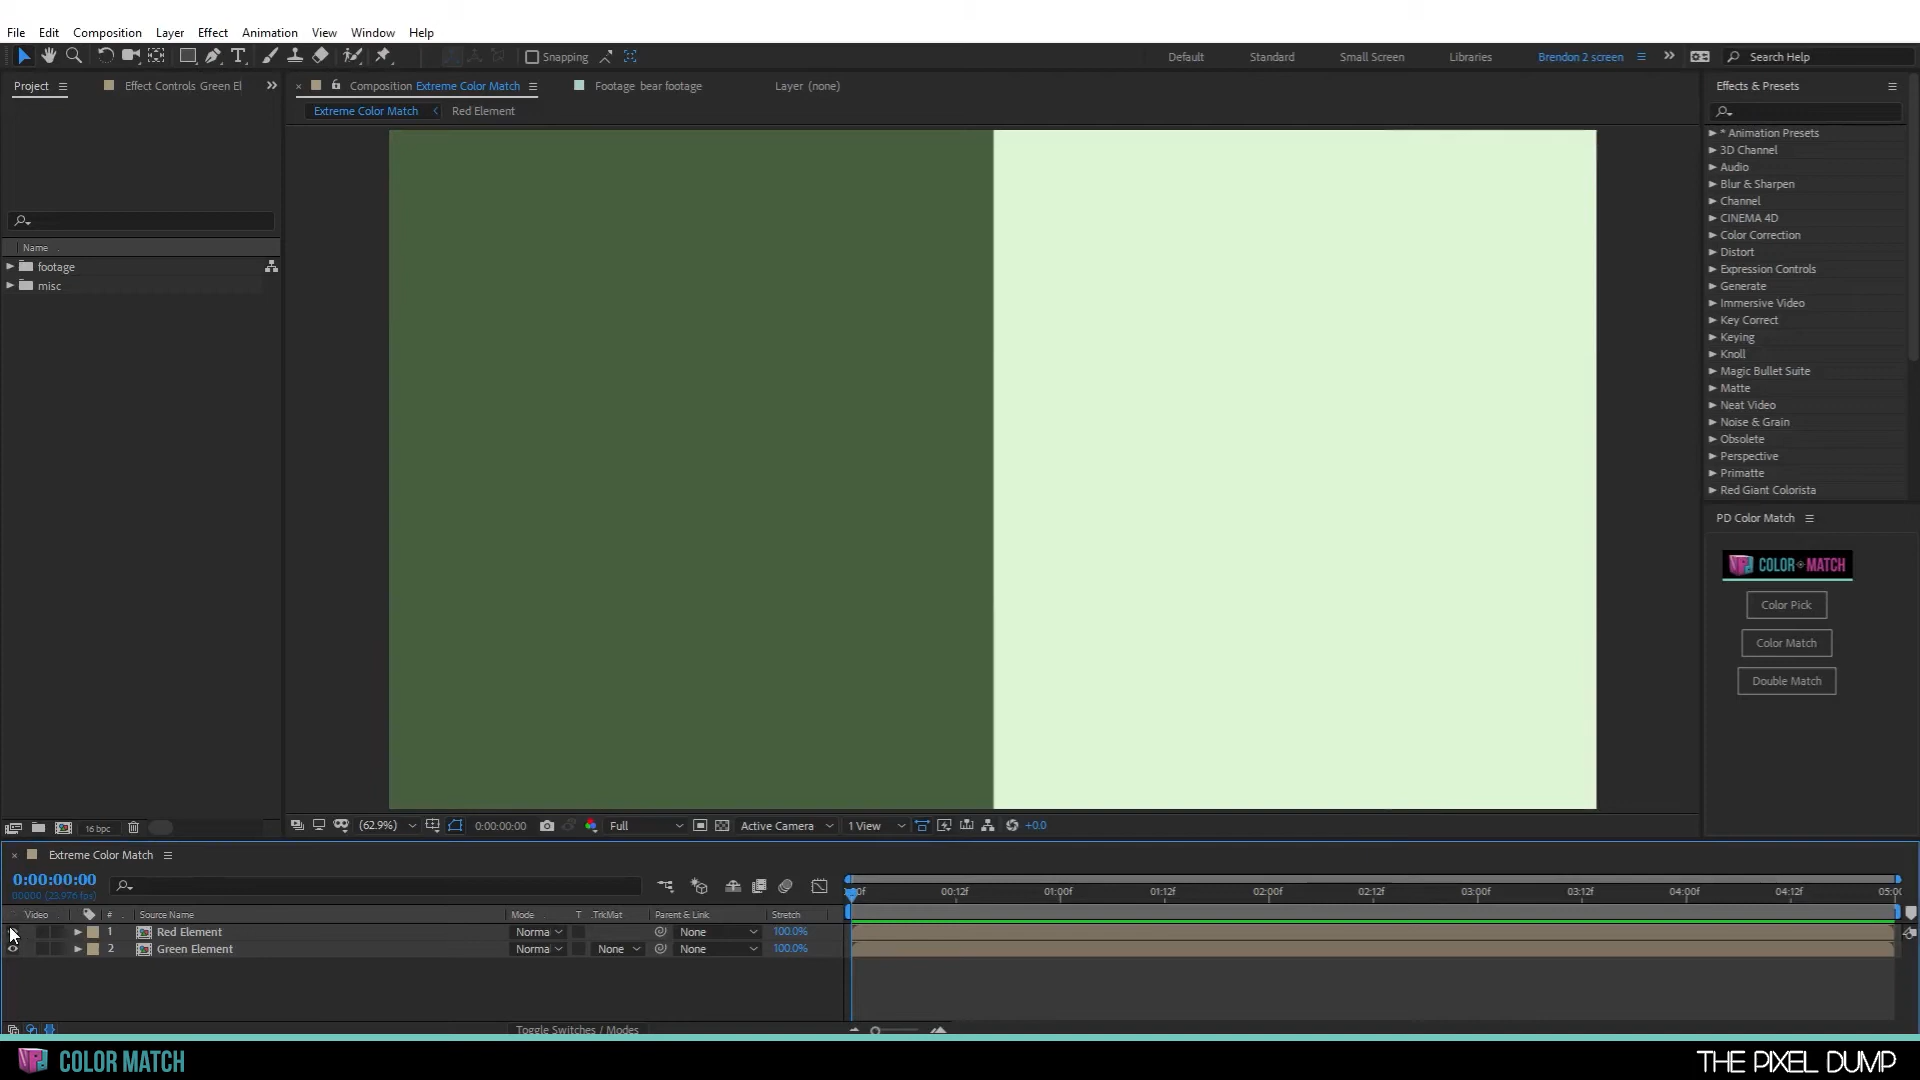 File Edit Composition Layer Effect Animation View Window Help
Snapping Default Standard Small Screen Libraries Brendon 2 screen Search Help
Project Effect Controls Green El Composition Extreme Color Match Footage bear footage Layer (none) Effects & Presets
Extreme Color Match Red Element
* Animation Presets
3D Channel
Audio
Blur & Sharpen
Channel
CINEMA 4D
Color Correction
Distort
Expression Controls
Generate
Immersive Video
Key Correct
Keying
Knoll
Magic Bullet Suite
Matte
Neat Video
Noise & Grain
Obsolete
Perspective
Primatte
Red Giant Colorista
Name
footage
misc
PD Color Match
COLOR MATCH
Color Pick
Color Match
Double Match
16 bpc (62.9%) 0:00:00:00 Full Active Camera 1 View +0.0
Extreme Color Match
0:00:00:00
00000 (23.976 fps)
:00f 00:12f 01:00f 01:12f 02:00f 02:12f 03:00f 03:12f 04:00f 04:12f 05:0
Video # Source Name Mode T .TrkMat Parent & Link Stretch
1 Red Element Norma None 100.0%
2 Green Element Norma None None 100.0%
Toggle Switches / Modes
COLOR MATCH THE PIXEL DUMP